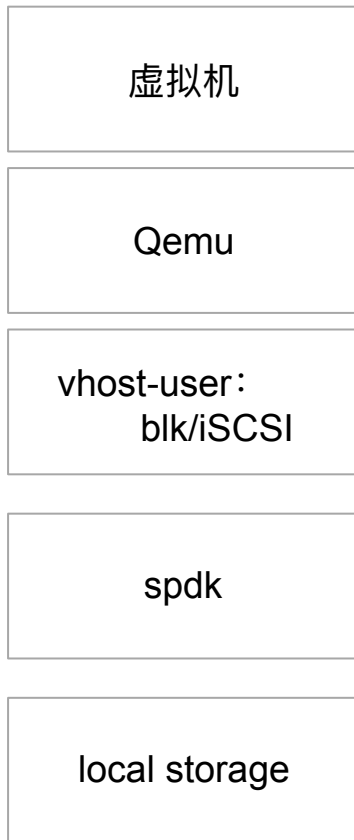 虚拟机
Qemu
vhost-user：
blk/iSCSI
spdk
local storage